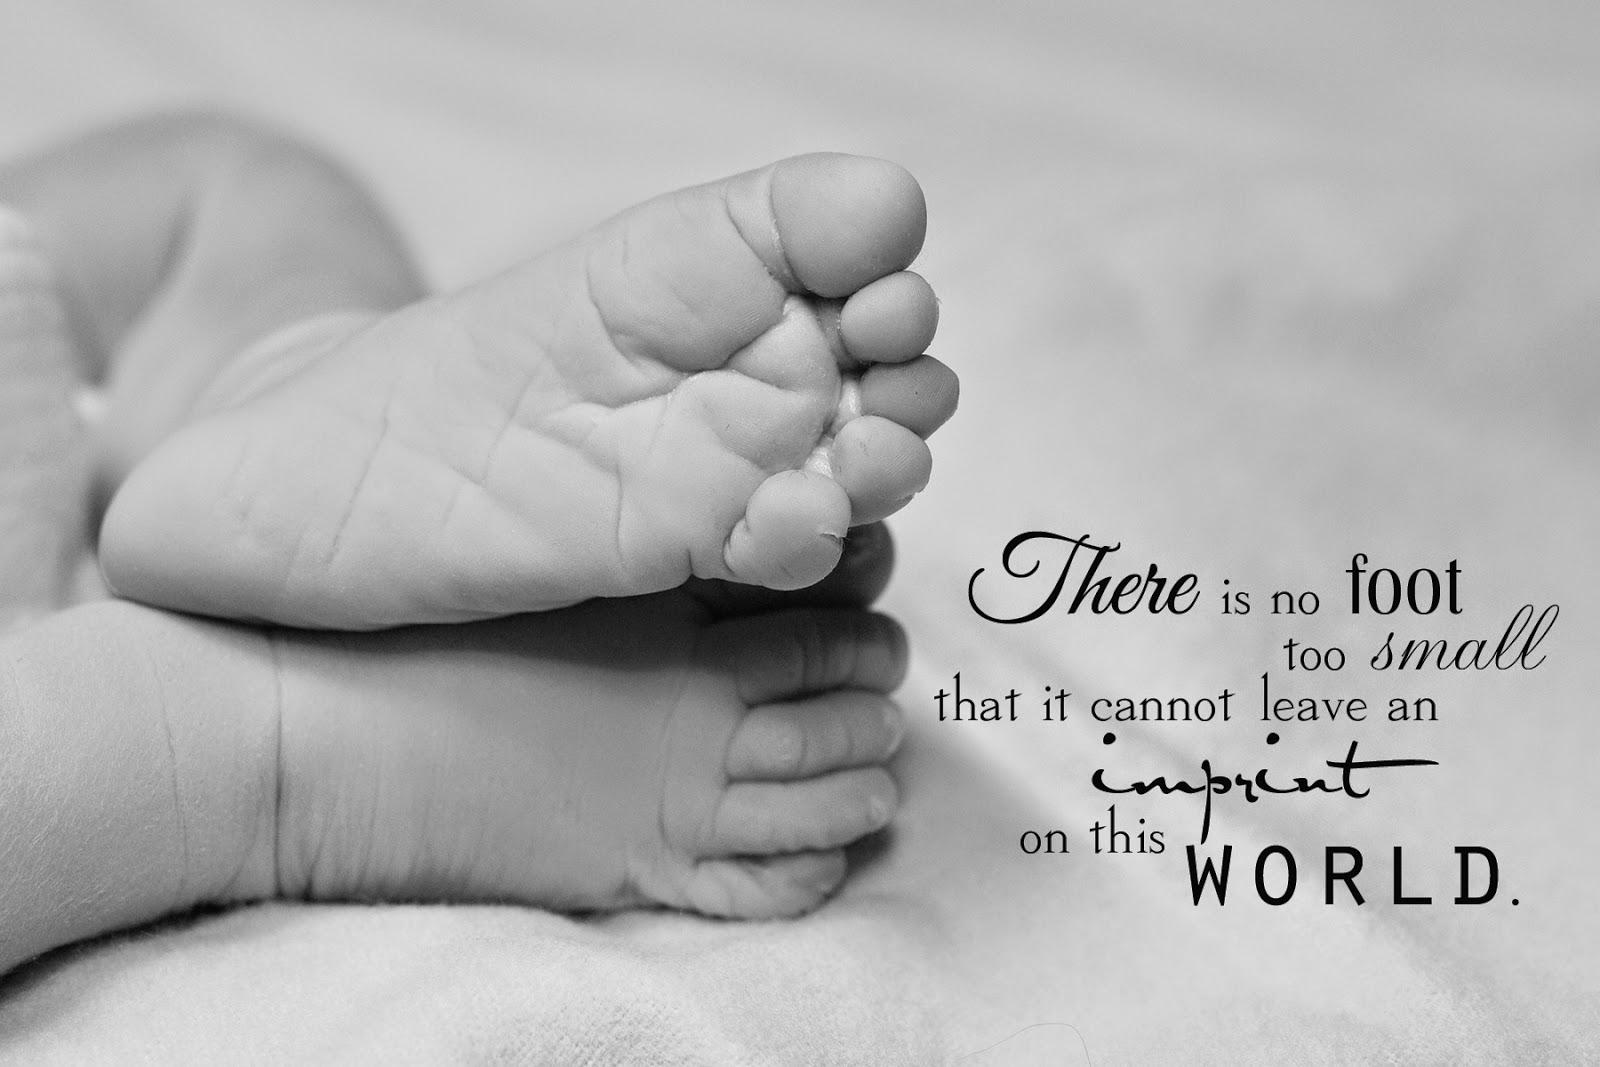 There is no foot
too small
that it cannot leave an
imprint
on this
WORLD.